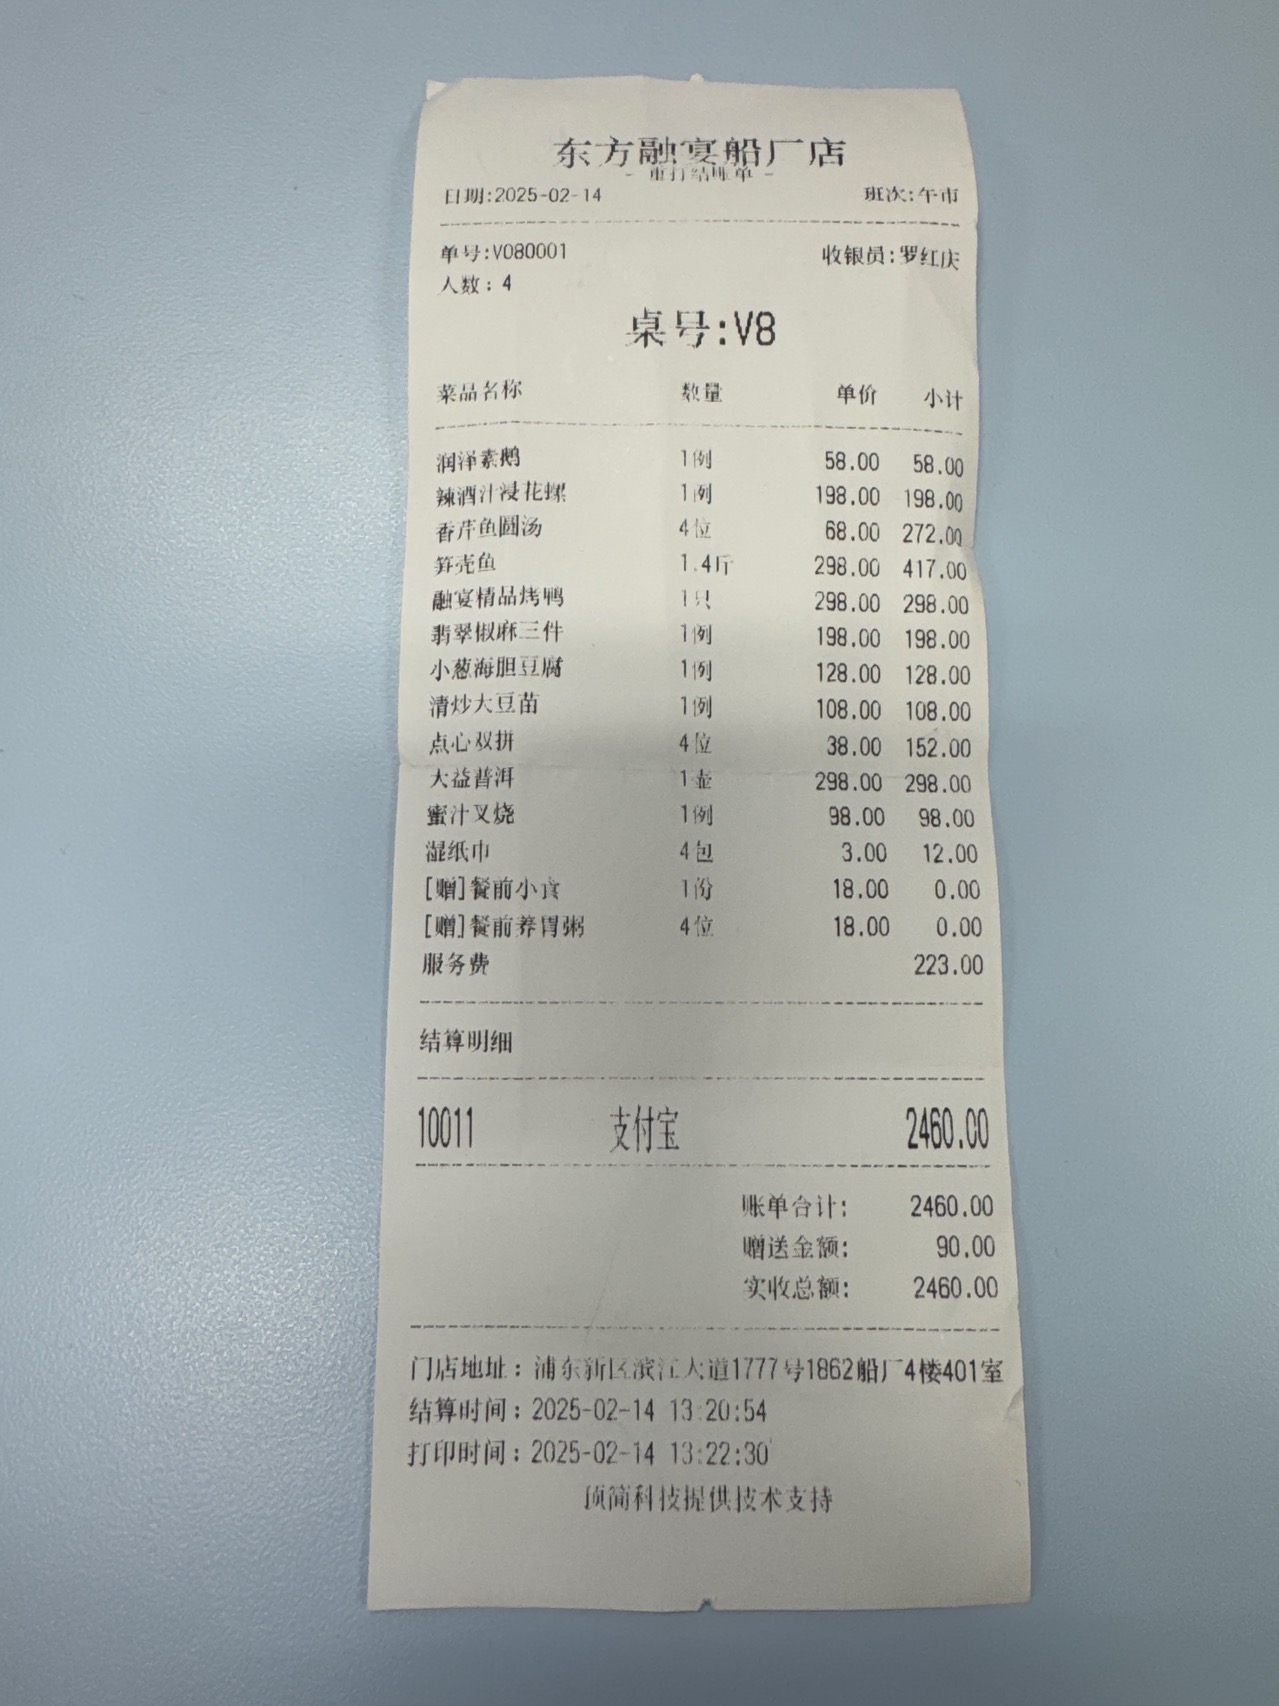 东方融宴船厂店
- 重打结账单 -
日期:2025-02-14 班次:午市
单号:V080001 收银员:罗红庆
人数：4
桌号:V8
菜品名称 数量 单价 小计
润泽素鹅 1例 58.00 58.00
辣酒汁浸花螺 1例 198.00 198.00
香芹鱼圆汤 4位 68.00 272.00
笋壳鱼 1.4斤 298.00 417.00
融宴精品烤鸭 1只 298.00 298.00
翡翠椒麻三件 1例 198.00 198.00
小葱海胆豆腐 1例 128.00 128.00
清炒大豆苗 1例 108.00 108.00
点心双拼 4位 38.00 152.00
大益普洱 1壶 298.00 298.00
蜜汁叉烧 1例 98.00 98.00
湿纸巾 4包 3.00 12.00
[赠]餐前小食 1份 18.00 0.00
[赠]餐前养胃粥 4位 18.00 0.00
服务费 223.00
结算明细
10011 支付宝 2460.00
账单合计: 2460.00
赠送金额: 90.00
实收总额: 2460.00
门店地址：浦东新区滨江大道1777号1862船厂4楼401室
结算时间：2025-02-14 13:20:54
打印时间：2025-02-14 13:22:30
顶简科技提供技术支持